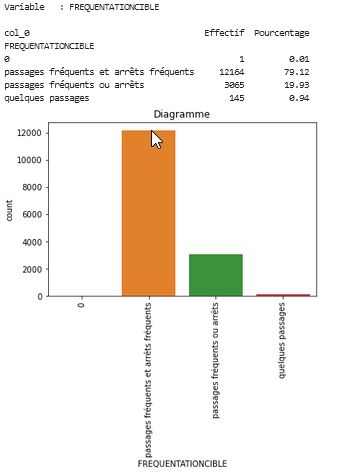 Variable : FREQUENTATIONCIBLE
col_0 Effectif Pourcentage
FREQUENTATIONCIBLE
0 1 0.01
passages fréquents et arrêts fréquents 12164 79.12
passages fréquents ou arrêts 3065 19.93
quelques passages 145 0.94
Diagramme
12000
10000
8000
6000
4000
2000
0
count
0
passages fréquents et arrêts fréquents
passages fréquents ou arrêts
quelques passages
FREQUENTATIONCIBLE